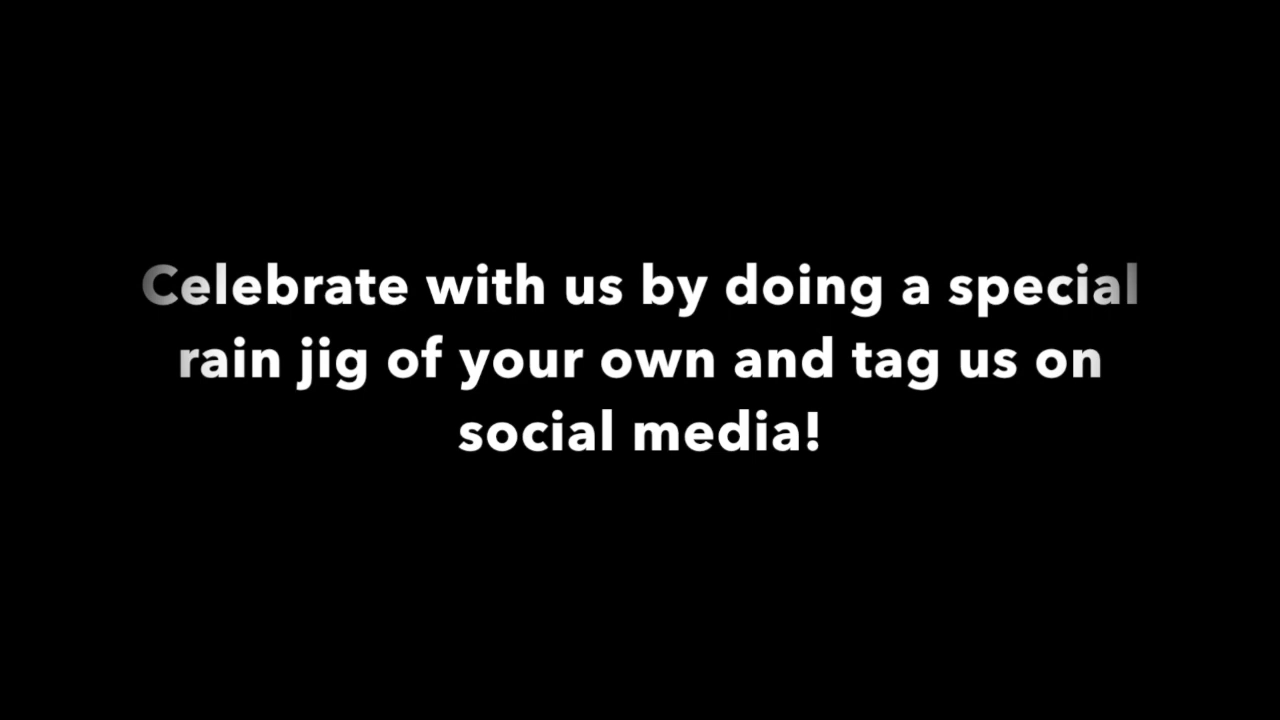 Celebrate with us by doing a special
rain jig of your own and tag us on
social media!